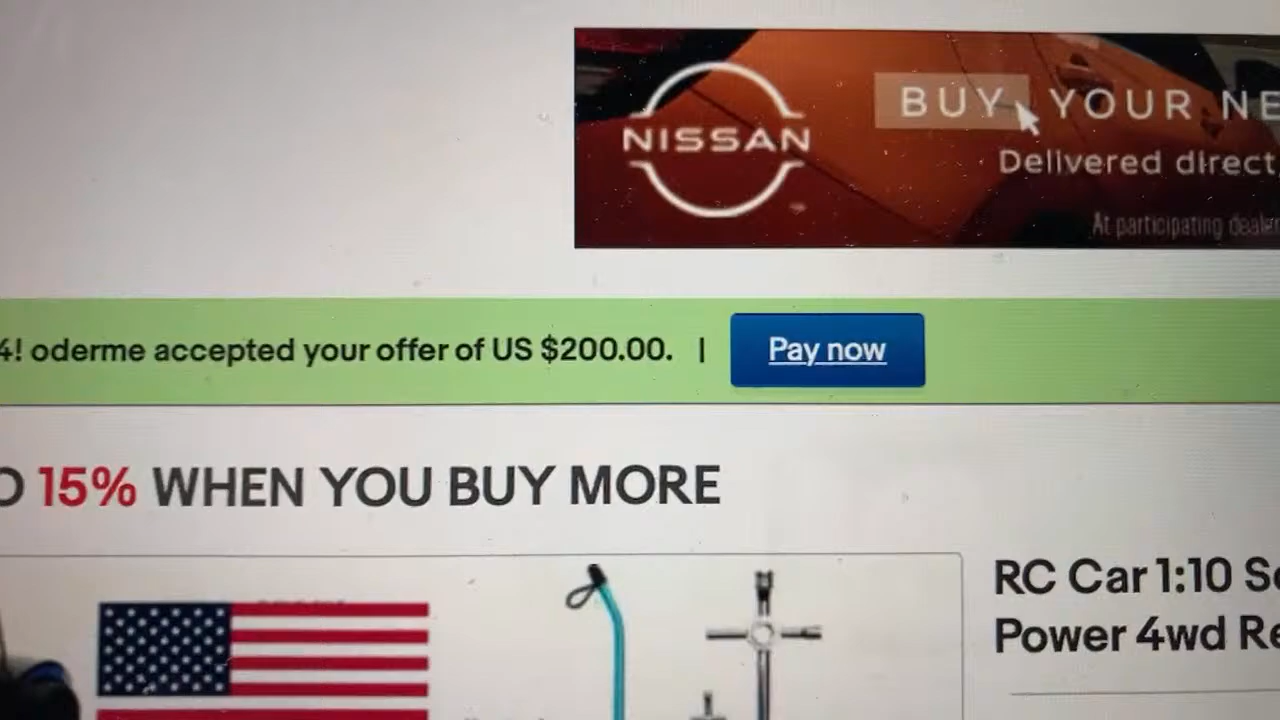 NISSAN
BUY YOUR NE
Delivered direct
At participating dealer
4! oderme accepted your offer of US $200.00. |
Pay now
O 15% WHEN YOU BUY MORE
RC Car 1:10 Sc
Power 4wd Re